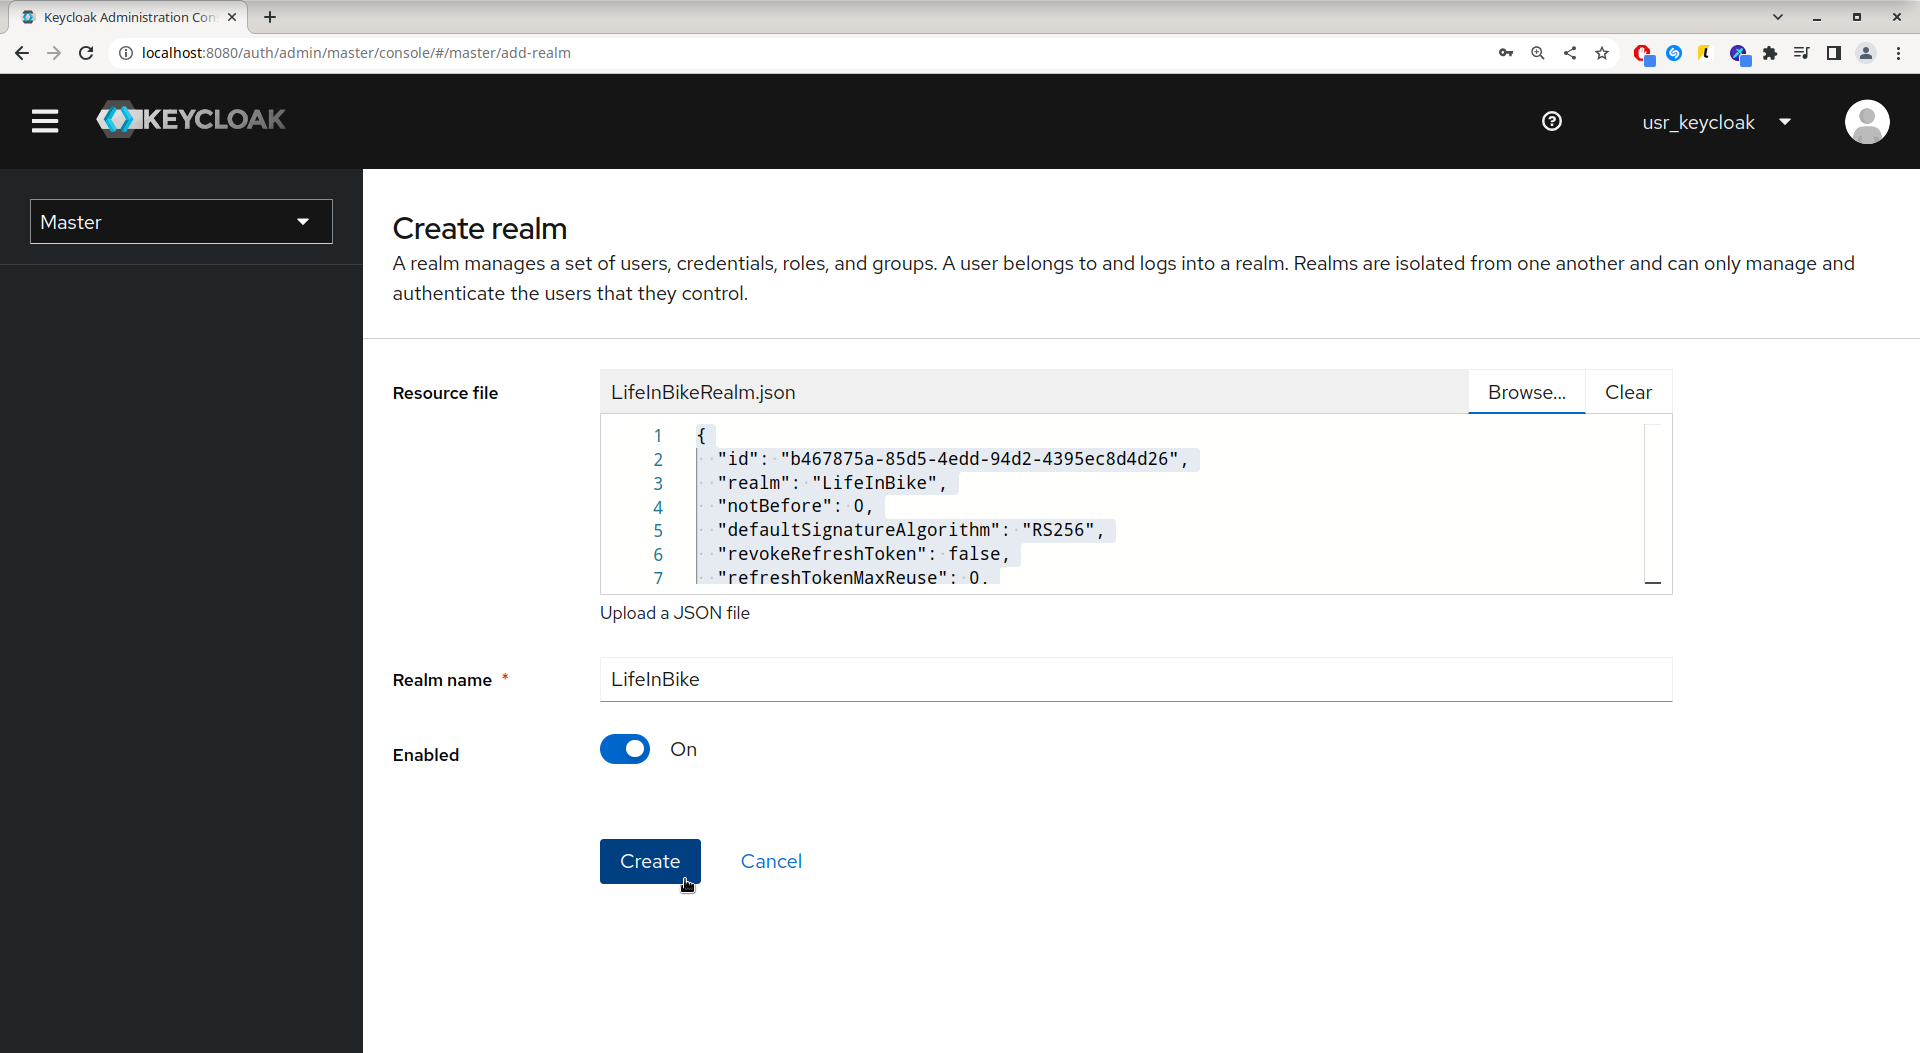 Keycloak Administration Con
localhost:8080/auth/admin/master/console/#/master/add-realm
KEYCLOAK
usr_keycloak
Master
Create realm
A realm manages a set of users, credentials, roles, and groups. A user belongs to and logs into a realm. Realms are isolated from one another and can only manage and
authenticate the users that they control.
Resource file
LifeInBikeRealm.json
Browse...
Clear
1 {
2 "id": "b467875a-85d5-4edd-94d2-4395ec8d4d26",
3 "realm": "LifeInBike",
4 "notBefore": 0,
5 "defaultSignatureAlgorithm": "RS256",
6 "revokeRefreshToken": false,
7 "refreshTokenMaxReuse": 0,
Upload a JSON file
Realm name *
LifeInBike
Enabled
On
Create
Cancel